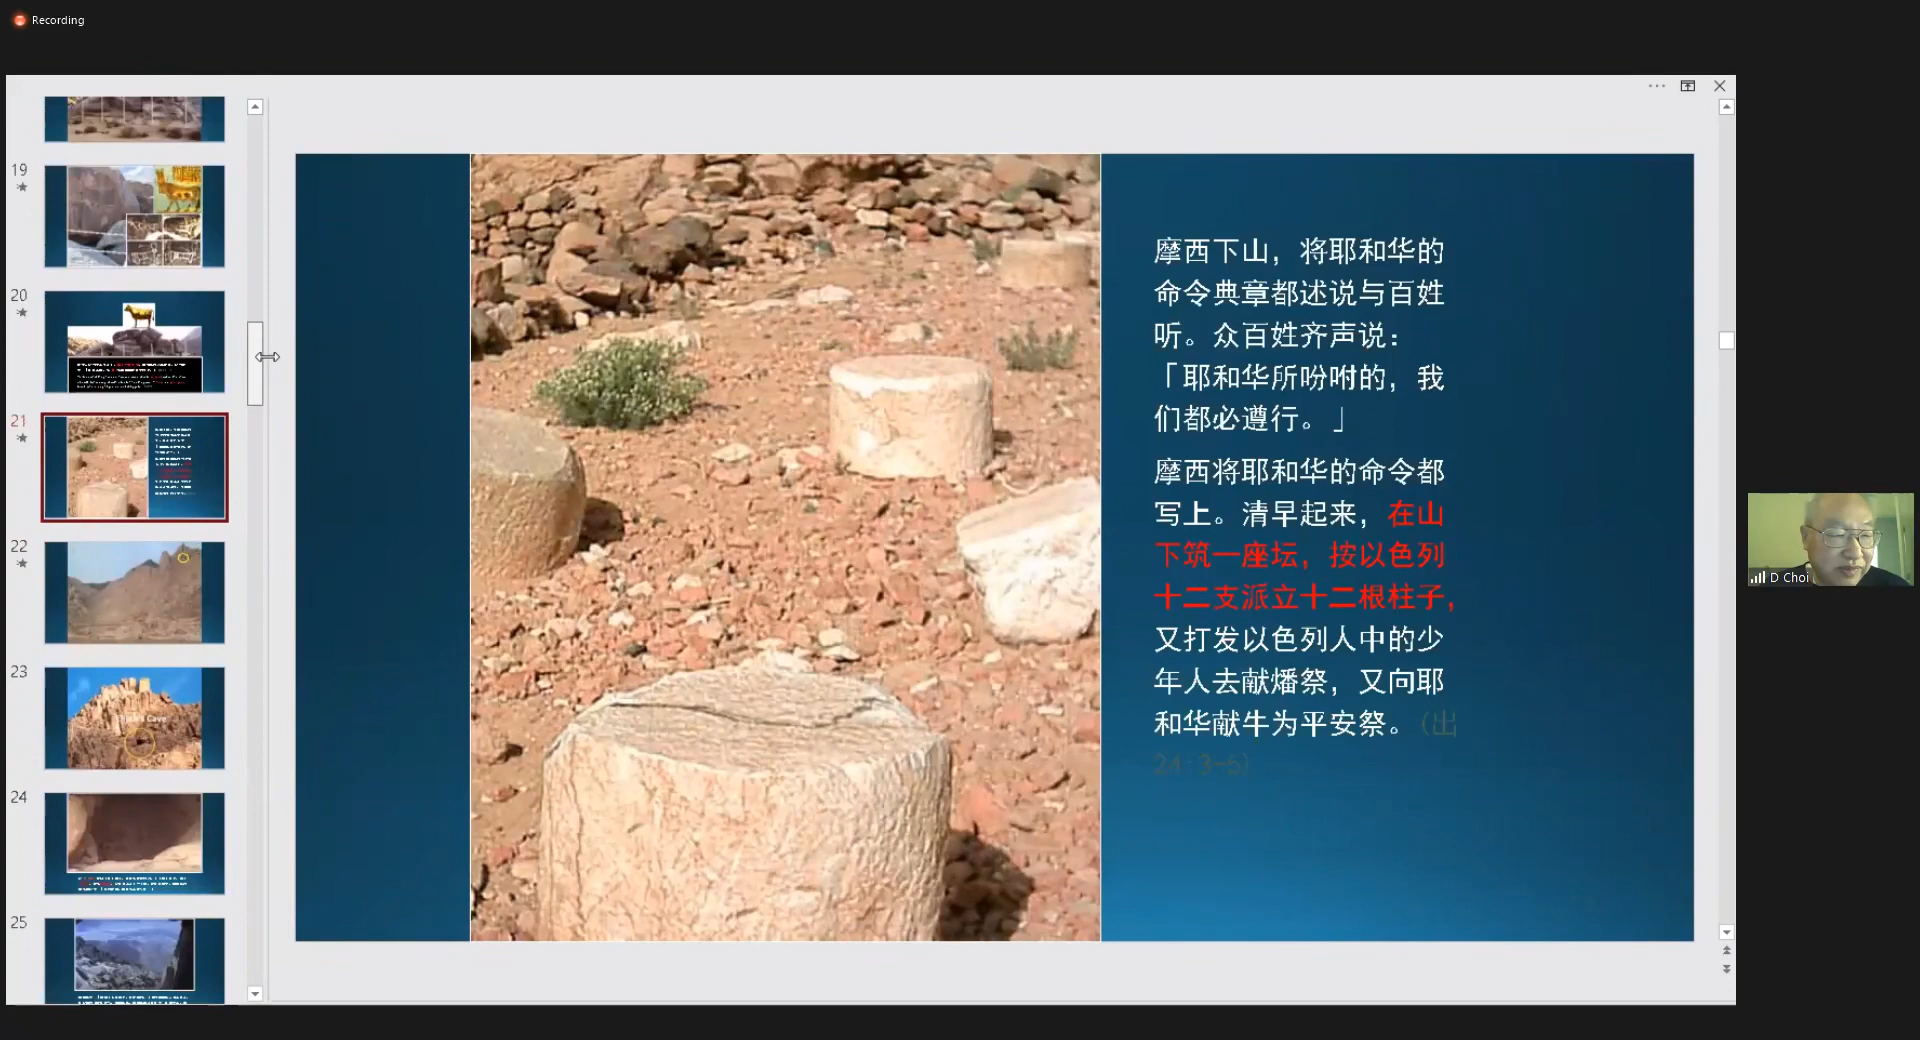 Recording
19
20
21
22
23
24
25
摩西下山，将耶和华的
命令典章都述说与百姓
听。众百姓齐声说：
「耶和华所吩咐的，我
们都必遵行。」
摩西将耶和华的命令都
写上。清早起来，在山
下筑一座坛，按以色列
十二支派立十二根柱子，
又打发以色列人中的少
年人去献燔祭，又向耶
和华献牛为平安祭。（出
24:3-5）
D Choi